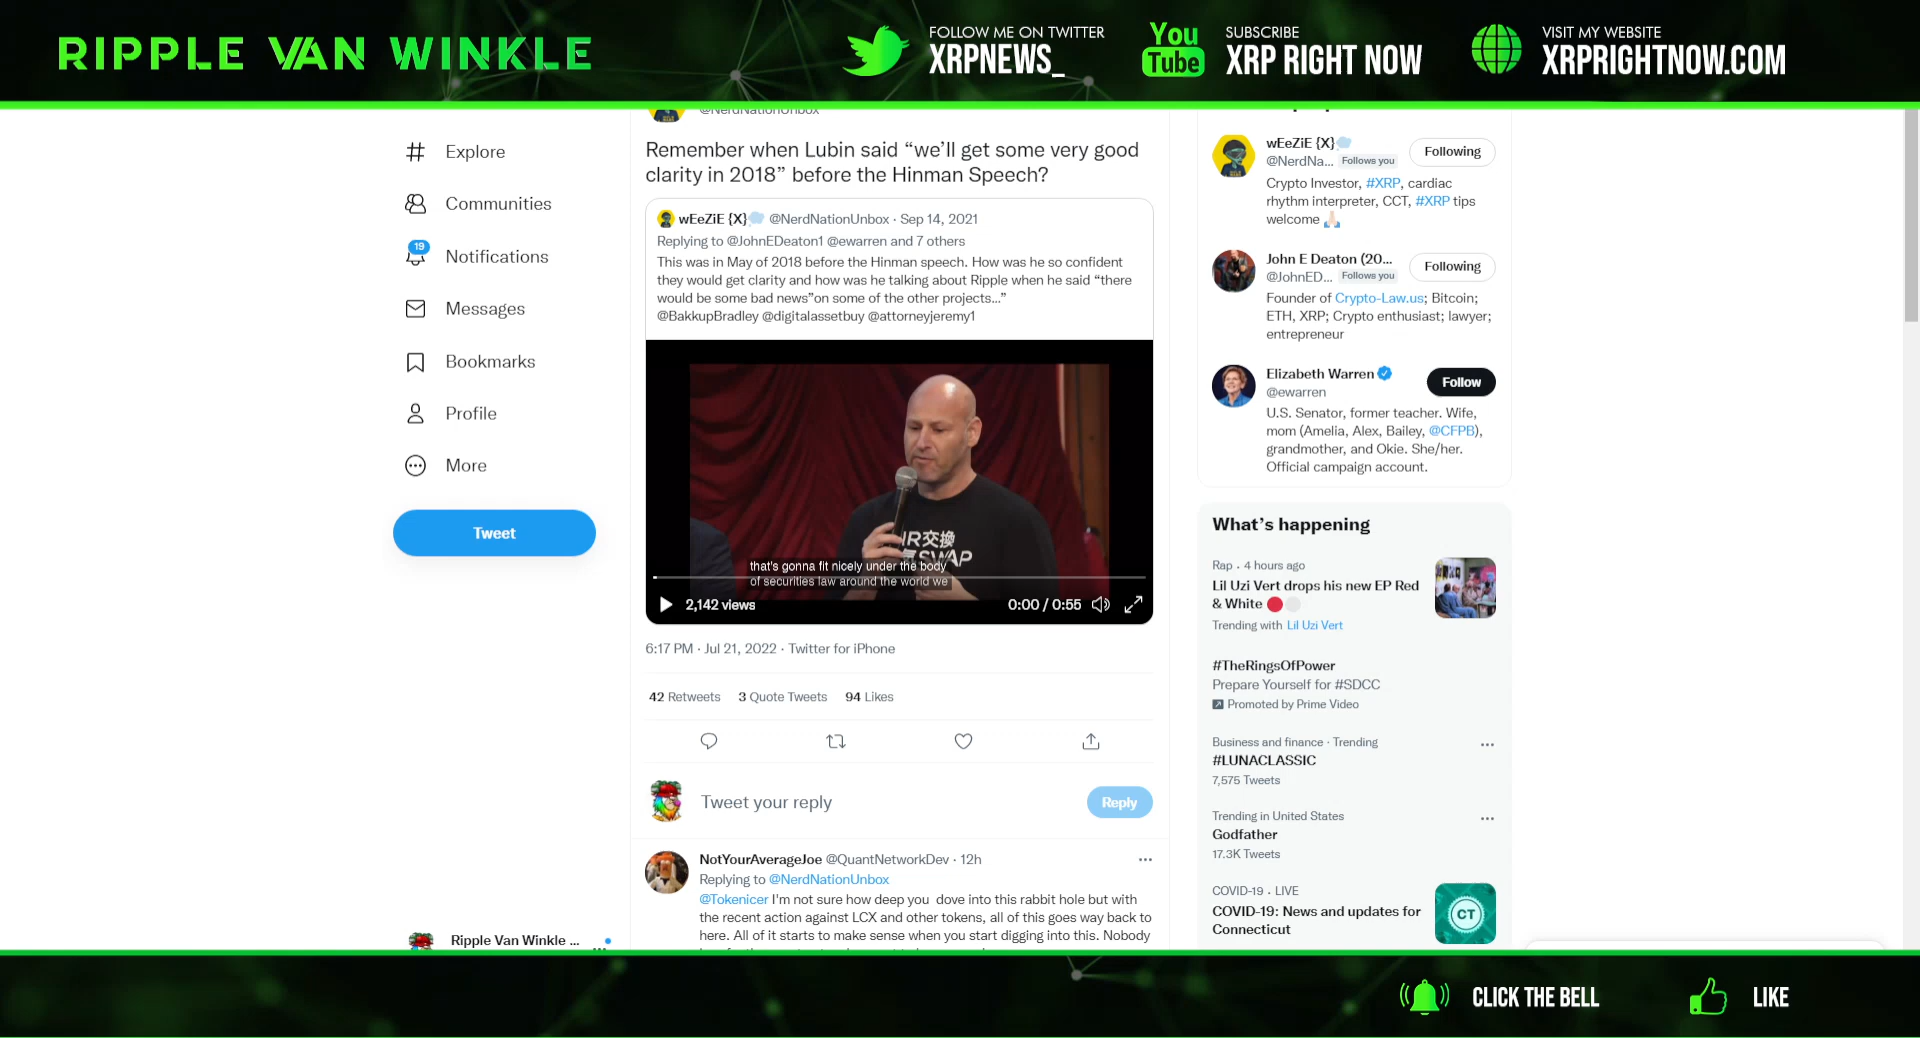 RIPPLE VAN WINKLE
FOLLOW ME ON TWITTER
XRPNEWS_
You
Tube
SUBSCRIBE
XRP RIGHT NOW
VISIT MY WEBSITE
XRPRIGHTNOW.COM
Explore
Communities
19
Notifications
Messages
Bookmarks
Profile
More
Tweet
Ripple Van Winkle ...
@NerdNationUnbox
Remember when Lubin said “we’ll get some very good
clarity in 2018” before the Hinman Speech?
wEeZiE {X} @NerdNationUnbox · Sep 14, 2021
Replying to @JohnEDeaton1 @ewarren and 7 others
This was in May of 2018 before the Hinman speech. How was he so confident
they would get clarity and how was he talking about Ripple when he said “there
would be some bad news”on some of the other projects...”
@BakkupBradley @digitalassetbuy @attorneyjeremy1
交換
SWAP
that's gonna fit nicely under the body
of securities law around the world we
2,142 views
0:00 / 0:55
6:17 PM · Jul 21, 2022 · Twitter for iPhone
42 Retweets 3 Quote Tweets 94 Likes
Tweet your reply
Reply
NotYourAverageJoe @QuantNetworkDev · 12h
Replying to @NerdNationUnbox
@Tokenicer I'm not sure how deep you dove into this rabbit hole but with
the recent action against LCX and other tokens, all of this goes way back to
here. All of it starts to make sense when you start digging into this. Nobody
wEeZiE {X}
@NerdNa... Follows you
Following
Crypto Investor, #XRP, cardiac
rhythm interpreter, CCT, #XRP tips
welcome
John E Deaton (20...
@JohnED... Follows you
Following
Founder of Crypto-Law.us; Bitcoin;
ETH, XRP; Crypto enthusiast; lawyer;
entrepreneur
Elizabeth Warren
@ewarren
Follow
U.S. Senator, former teacher. Wife,
mom (Amelia, Alex, Bailey, @CFPB),
grandmother, and Okie. She/her.
Official campaign account.
What’s happening
Rap · 4 hours ago
Lil Uzi Vert drops his new EP Red
& White
Trending with Lil Uzi Vert
#TheRingsOfPower
Prepare Yourself for #SDCC
Promoted by Prime Video
Business and finance · Trending
#LUNACLASSIC
7,575 Tweets
Trending in United States
Godfather
17.3K Tweets
COVID-19 · LIVE
COVID-19: News and updates for
Connecticut
CT
CLICK THE BELL
LIKE